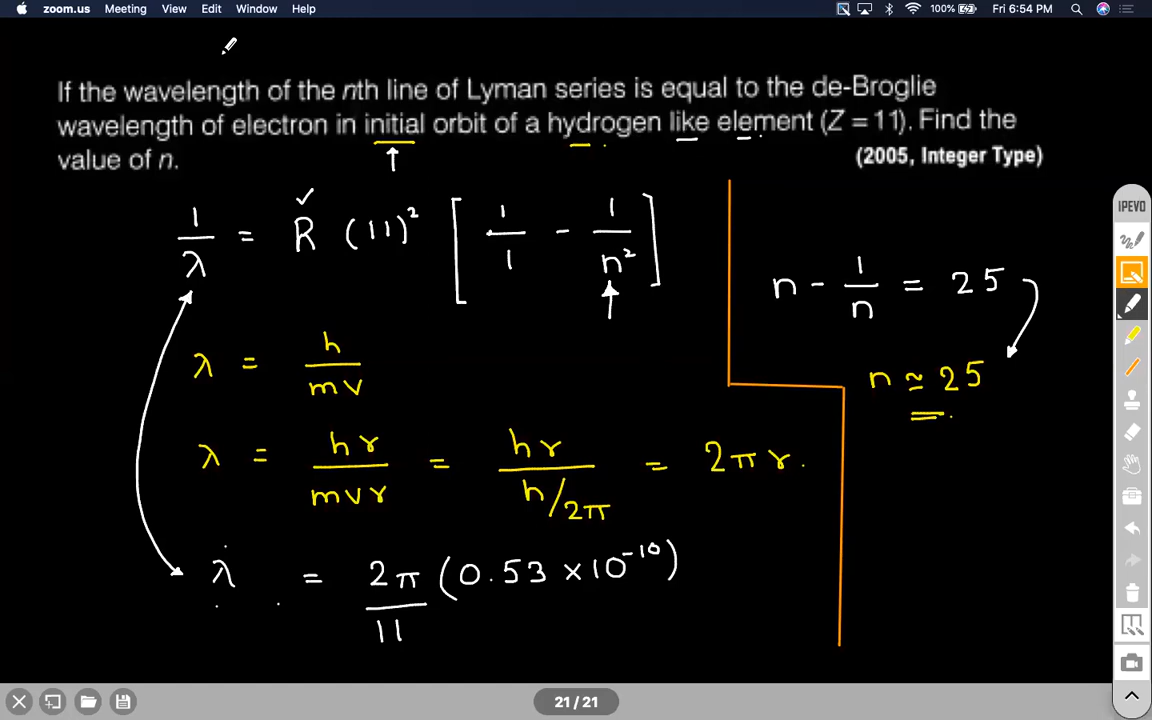 zoom.us Meeting View Edit Window Help 100% Fri 6:54 PM
If the wavelength of the nth line of Lyman series is equal to the de-Broglie
wavelength of electron in initial orbit of a hydrogen like element (Z = 11). Find the
value of n.
(2005, Integer Type)
1/λ = R (11)² [1/1 - 1/n²]
λ = h/mv
λ = hr/mvr = hr/h/2π = 2πr.
λ = 2π/11 (0.53 × 10⁻¹⁰)
n - 1/n = 25
n ≃ 25
IPEVO
21 / 21